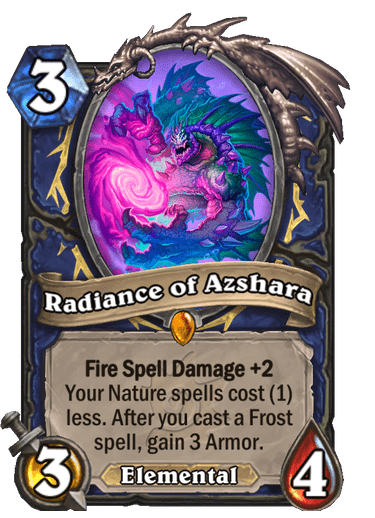 3
Radiance of Azshara
Fire Spell Damage +2
Your Nature spells cost (1)
less. After you cast a Frost
spell, gain 3 Armor.
3
Elemental
4